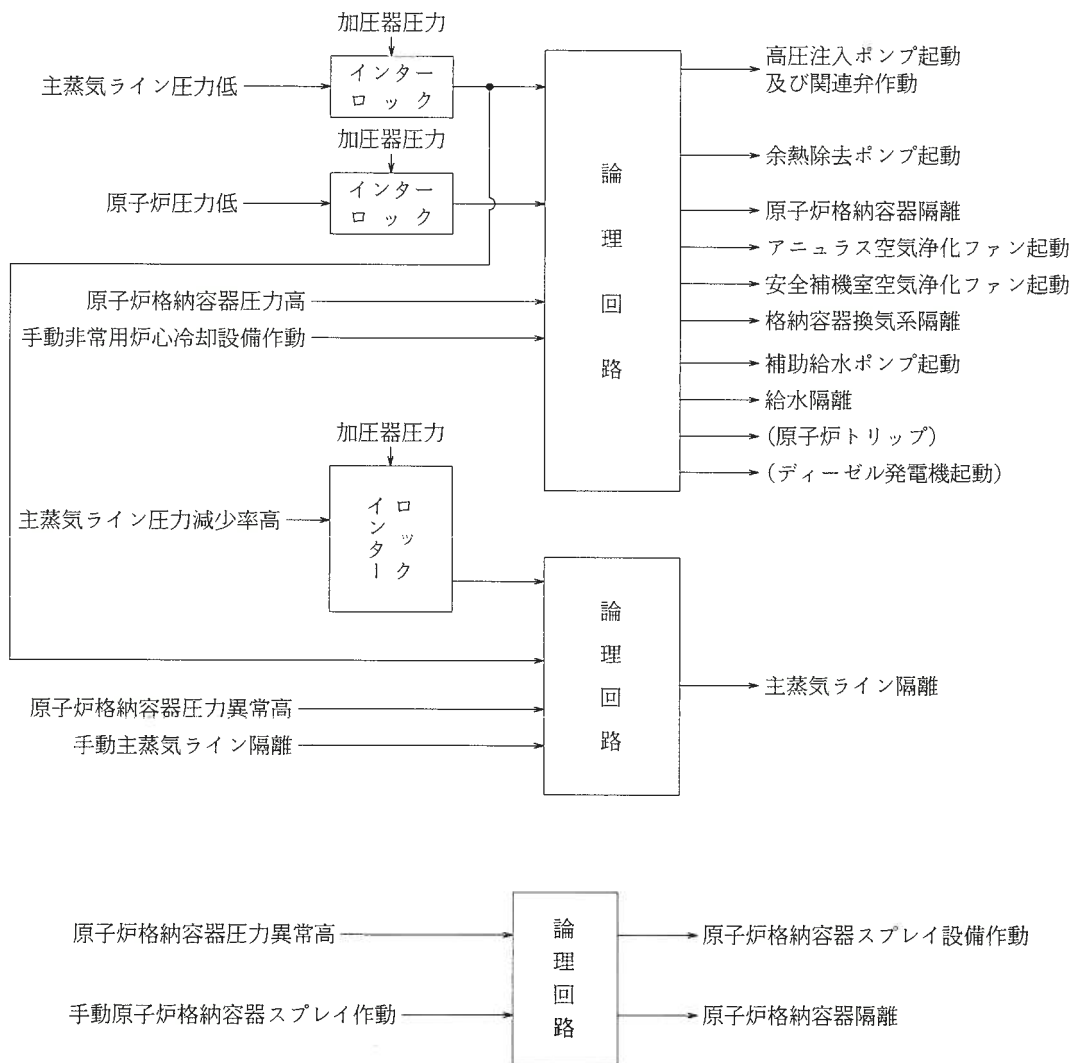 加圧器圧力
主蒸気ライン圧力低
インター
ロック
加圧器圧力
原子炉圧力低
インター
ロック
原子炉格納容器圧力高
手動非常用炉心冷却設備作動
論理回路
高圧注入ポンプ起動
及び関連弁作動
余熱除去ポンプ起動
原子炉格納容器隔離
アニュラス空気浄化ファン起動
安全補機室空気浄化ファン起動
格納容器換気系隔離
補助給水ポンプ起動
給水隔離
(原子炉トリップ)
(ディーゼル発電機起動)
加圧器圧力
主蒸気ライン圧力減少率高
インター
ロック
原子炉格納容器圧力異常高
手動主蒸気ライン隔離
論理回路
主蒸気ライン隔離
原子炉格納容器圧力異常高
手動原子炉格納容器スプレイ作動
論理回路
原子炉格納容器スプレイ設備作動
原子炉格納容器隔離